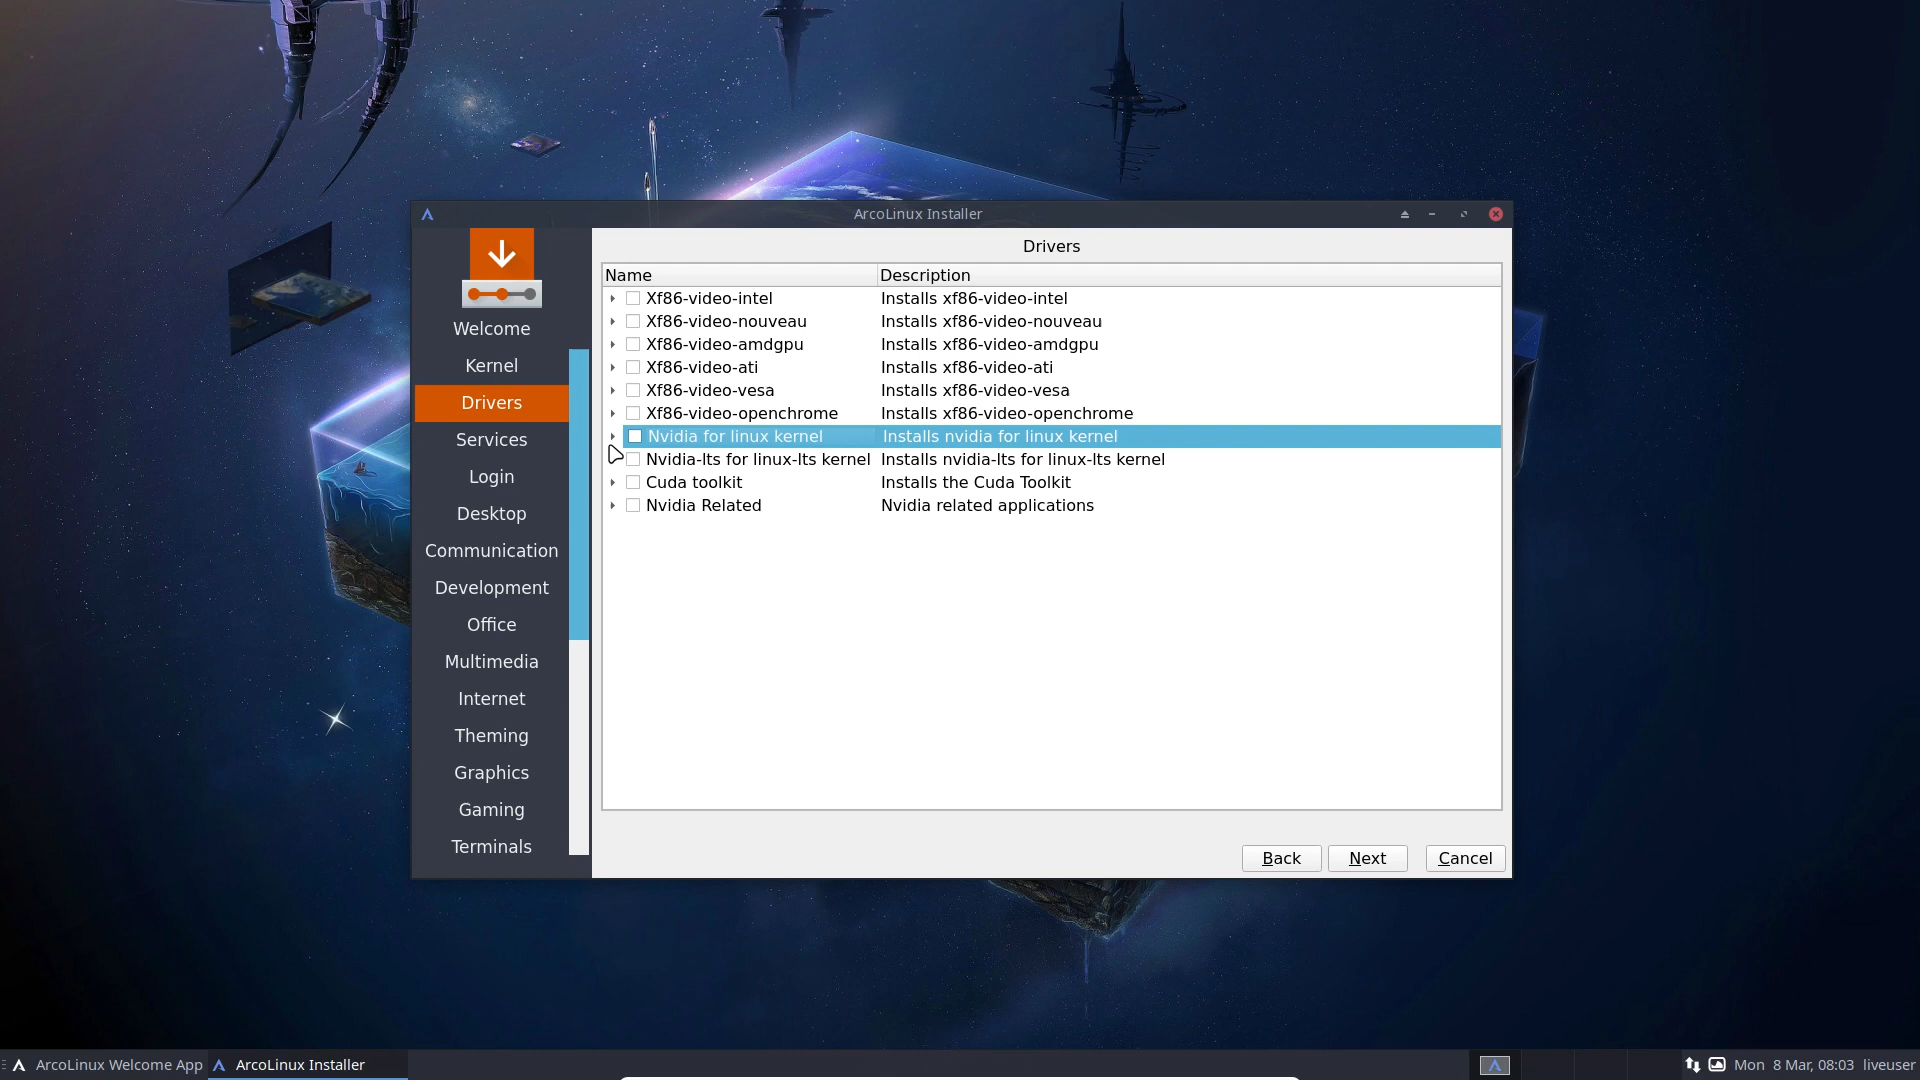 ArcoLinux Installer
Drivers
Name Description
Xf86-video-intel Installs xf86-video-intel
Xf86-video-nouveau Installs xf86-video-nouveau
Xf86-video-amdgpu Installs xf86-video-amdgpu
Xf86-video-ati Installs xf86-video-ati
Xf86-video-vesa Installs xf86-video-vesa
Xf86-video-openchrome Installs xf86-video-openchrome
Nvidia for linux kernel Installs nvidia for linux kernel
Nvidia-lts for linux-lts kernel Installs nvidia-lts for linux-lts kernel
Cuda toolkit Installs the Cuda Toolkit
Nvidia Related Nvidia related applications
Welcome
Kernel
Drivers
Services
Login
Desktop
Communication
Development
Office
Multimedia
Internet
Theming
Graphics
Gaming
Terminals
Back Next Cancel
ArcoLinux Welcome App ArcoLinux Installer Mon 8 Mar, 08:03 liveuser